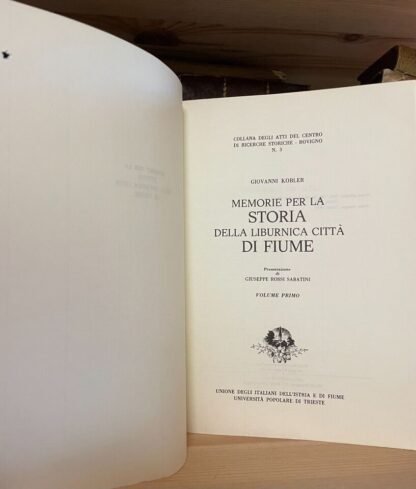 COLLANA DEGLI ATTI DEL CENTRO
DI RICERCHE STORICHE - ROVIGNO
N. 3
GIOVANNI KOBLER
MEMORIE PER LA
STORIA
DELLA LIBURNICA CITTÀ
DI FIUME
Presentazione
di
GIUSEPPE ROSSI SABATINI
VOLUME PRIMO
UNIONE DEGLI ITALIANI DELL'ISTRIA E DI FIUME
UNIVERSITÀ POPOLARE DI TRIESTE